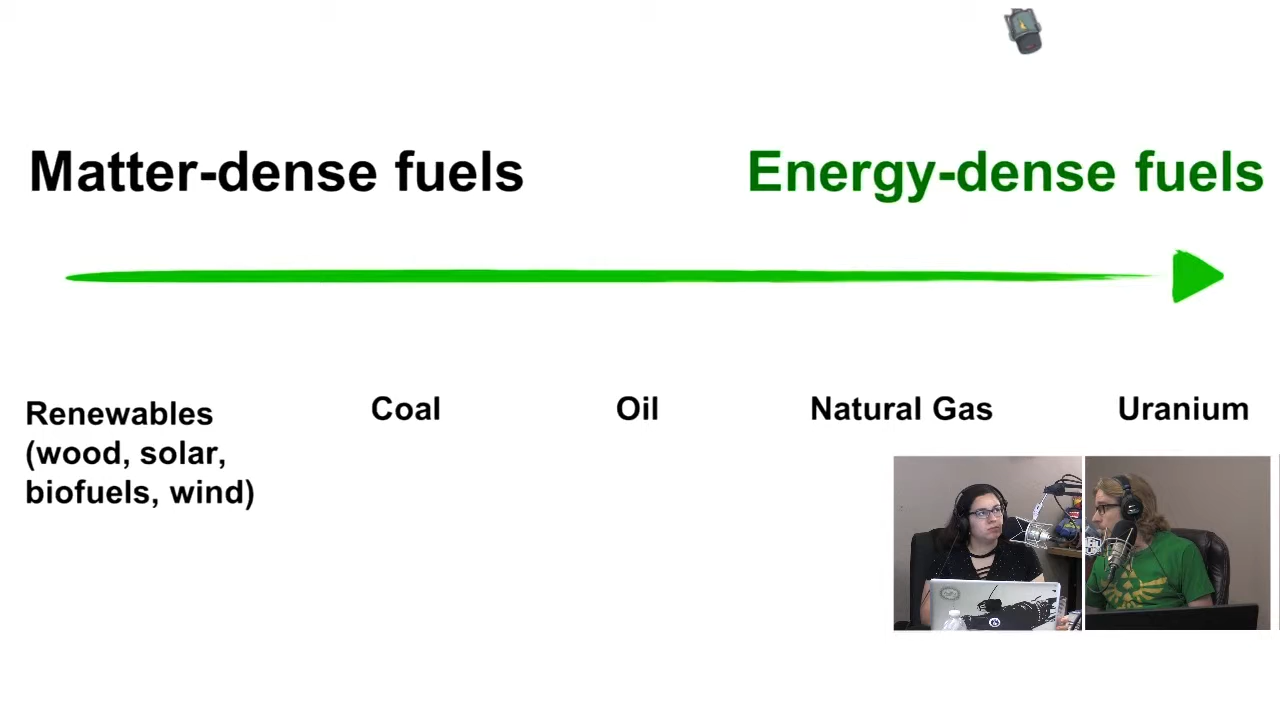 Matter-dense fuels
Energy-dense fuels
Renewables
(wood, solar,
biofuels, wind)
Coal
Oil
Natural Gas
Uranium